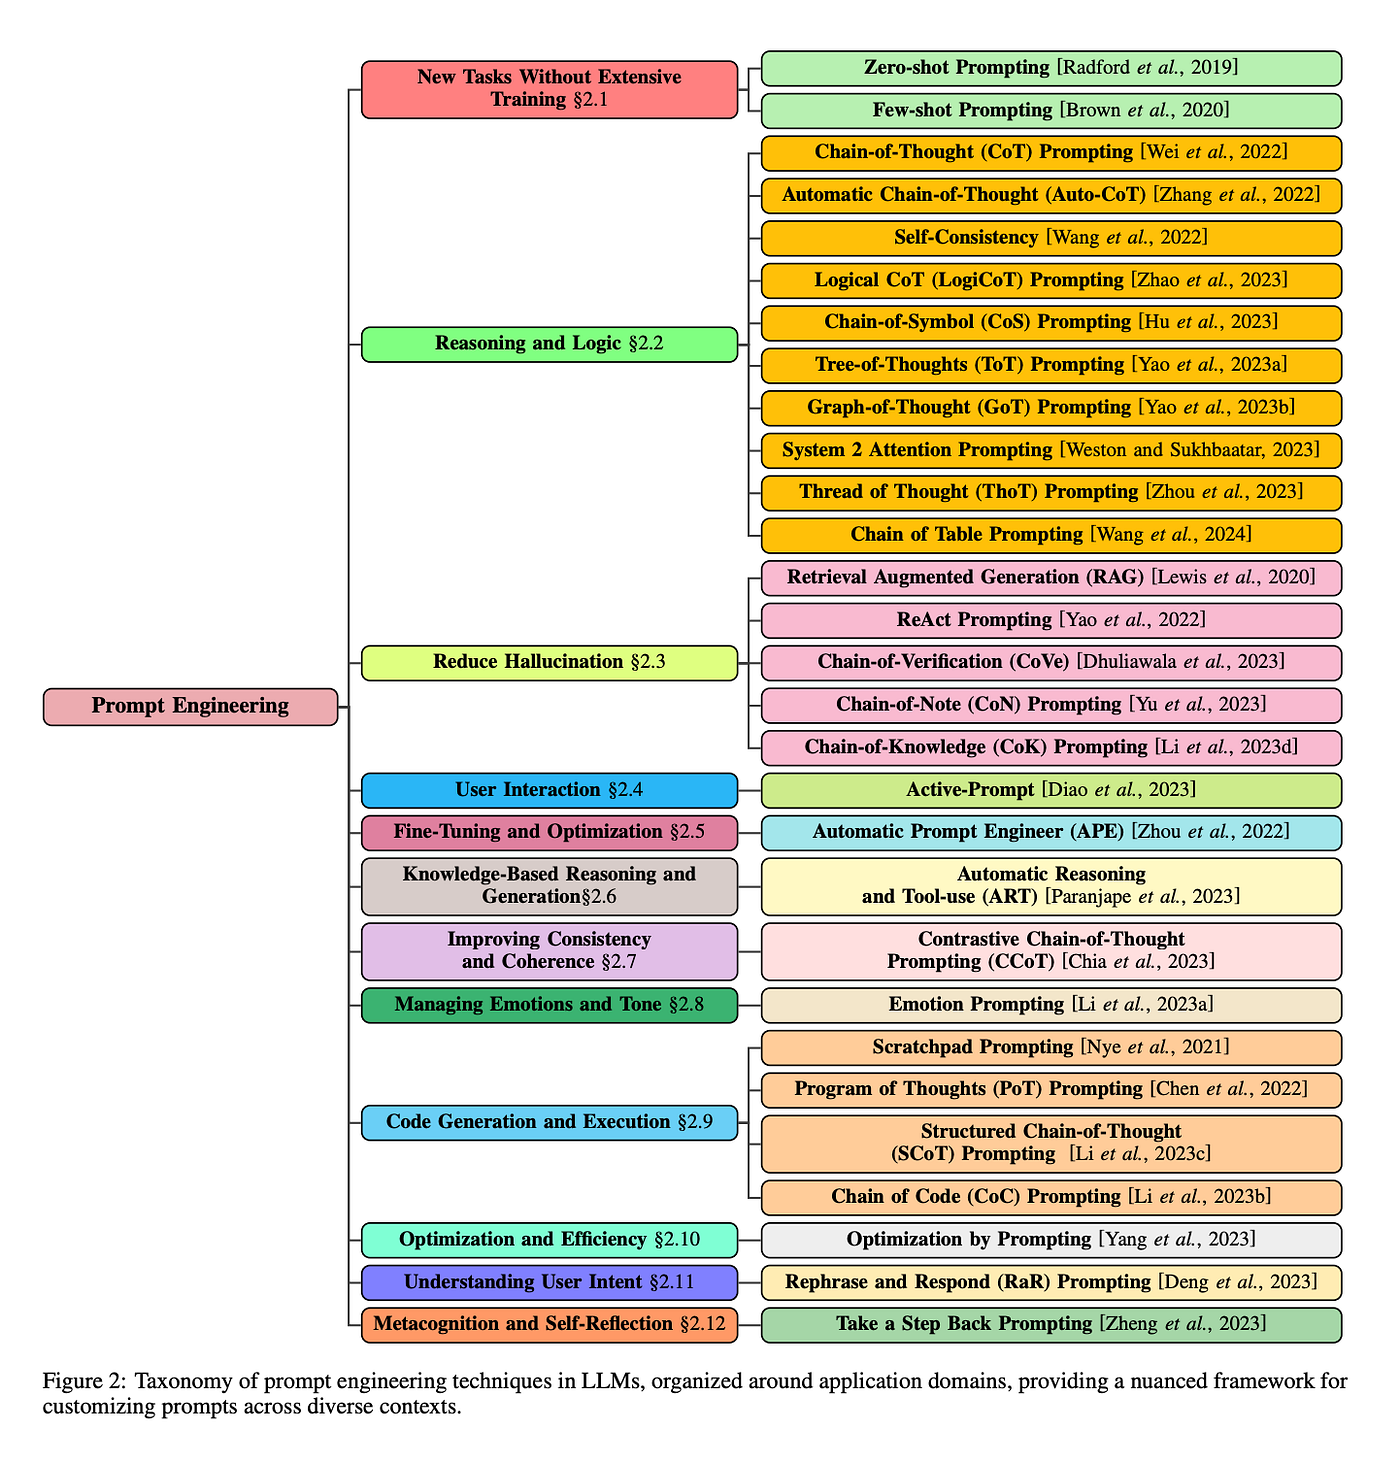 New Tasks Without Extensive
Training §2.1
Zero-shot Prompting [Radford et al., 2019]
Few-shot Prompting [Brown et al., 2020]
Chain-of-Thought (CoT) Prompting [Wei et al., 2022]
Automatic Chain-of-Thought (Auto-CoT) [Zhang et al., 2022]
Self-Consistency [Wang et al., 2022]
Logical CoT (LogiCoT) Prompting [Zhao et al., 2023]
Chain-of-Symbol (CoS) Prompting [Hu et al., 2023]
Reasoning and Logic §2.2
Tree-of-Thoughts (ToT) Prompting [Yao et al., 2023a]
Graph-of-Thought (GoT) Prompting [Yao et al., 2023b]
System 2 Attention Prompting [Weston and Sukhbaatar, 2023]
Thread of Thought (ThoT) Prompting [Zhou et al., 2023]
Chain of Table Prompting [Wang et al., 2024]
Retrieval Augmented Generation (RAG) [Lewis et al., 2020]
ReAct Prompting [Yao et al., 2022]
Reduce Hallucination §2.3
Chain-of-Verification (CoVe) [Dhuliawala et al., 2023]
Chain-of-Note (CoN) Prompting [Yu et al., 2023]
Prompt Engineering
Chain-of-Knowledge (CoK) Prompting [Li et al., 2023d]
User Interaction §2.4
Active-Prompt [Diao et al., 2023]
Fine-Tuning and Optimization §2.5
Automatic Prompt Engineer (APE) [Zhou et al., 2022]
Knowledge-Based Reasoning and
Generation§2.6
Automatic Reasoning
and Tool-use (ART) [Paranjape et al., 2023]
Improving Consistency
and Coherence §2.7
Contrastive Chain-of-Thought
Prompting (CCoT) [Chia et al., 2023]
Managing Emotions and Tone §2.8
Emotion Prompting [Li et al., 2023a]
Scratchpad Prompting [Nye et al., 2021]
Program of Thoughts (PoT) Prompting [Chen et al., 2022]
Code Generation and Execution §2.9
Structured Chain-of-Thought
(SCoT) Prompting [Li et al., 2023c]
Chain of Code (CoC) Prompting [Li et al., 2023b]
Optimization and Efficiency §2.10
Optimization by Prompting [Yang et al., 2023]
Understanding User Intent §2.11
Rephrase and Respond (RaR) Prompting [Deng et al., 2023]
Metacognition and Self-Reflection §2.12
Take a Step Back Prompting [Zheng et al., 2023]
Figure 2: Taxonomy of prompt engineering techniques in LLMs, organized around application domains, providing a nuanced framework for
customizing prompts across diverse contexts.